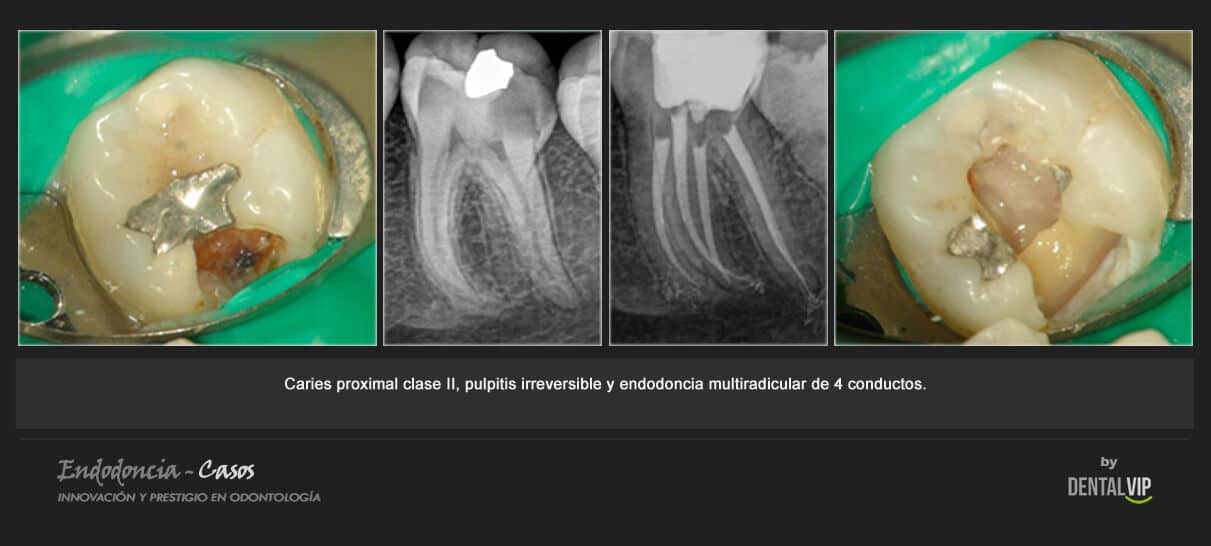 Caries proximal clase II, pulpitis irreversible y endodoncia multiradicular de 4 conductos.
Endodoncia - Casos
INNOVACIÓN Y PRESTIGIO EN ODONTOLOGÍA
by
DENTALVIP